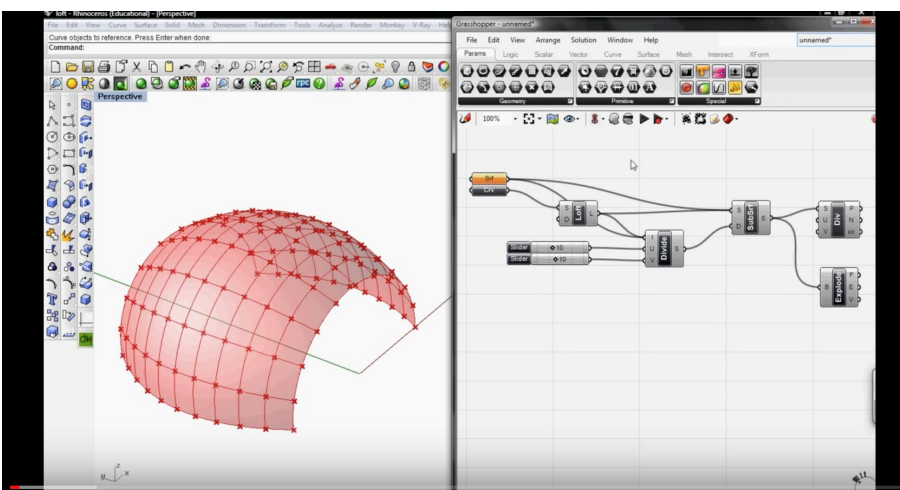 loft - Rhinoceros (Educational) - [Perspective]
File Edit View Curve Surface Solid Mesh Dimension Transform Tools Analyze Render Monkey V-Ray Help
Curve objects to reference. Press Enter when done:
Command:
Perspective
GH
z
y
x
Grasshopper - unnamed*
File Edit View Arrange Solution Window Help
unnamed*
Params Logic Scalar Vector Curve Surface Mesh Intersect XForm
Geometry Primitive Special
100%
Srf
Crv
S
O
Loft
L
Slider 10
Slider 10
I
U
V
Divide
S
S
D
SubSrf
S
S
U
V
Div
P
N
uv
B
Explode
F
E
V